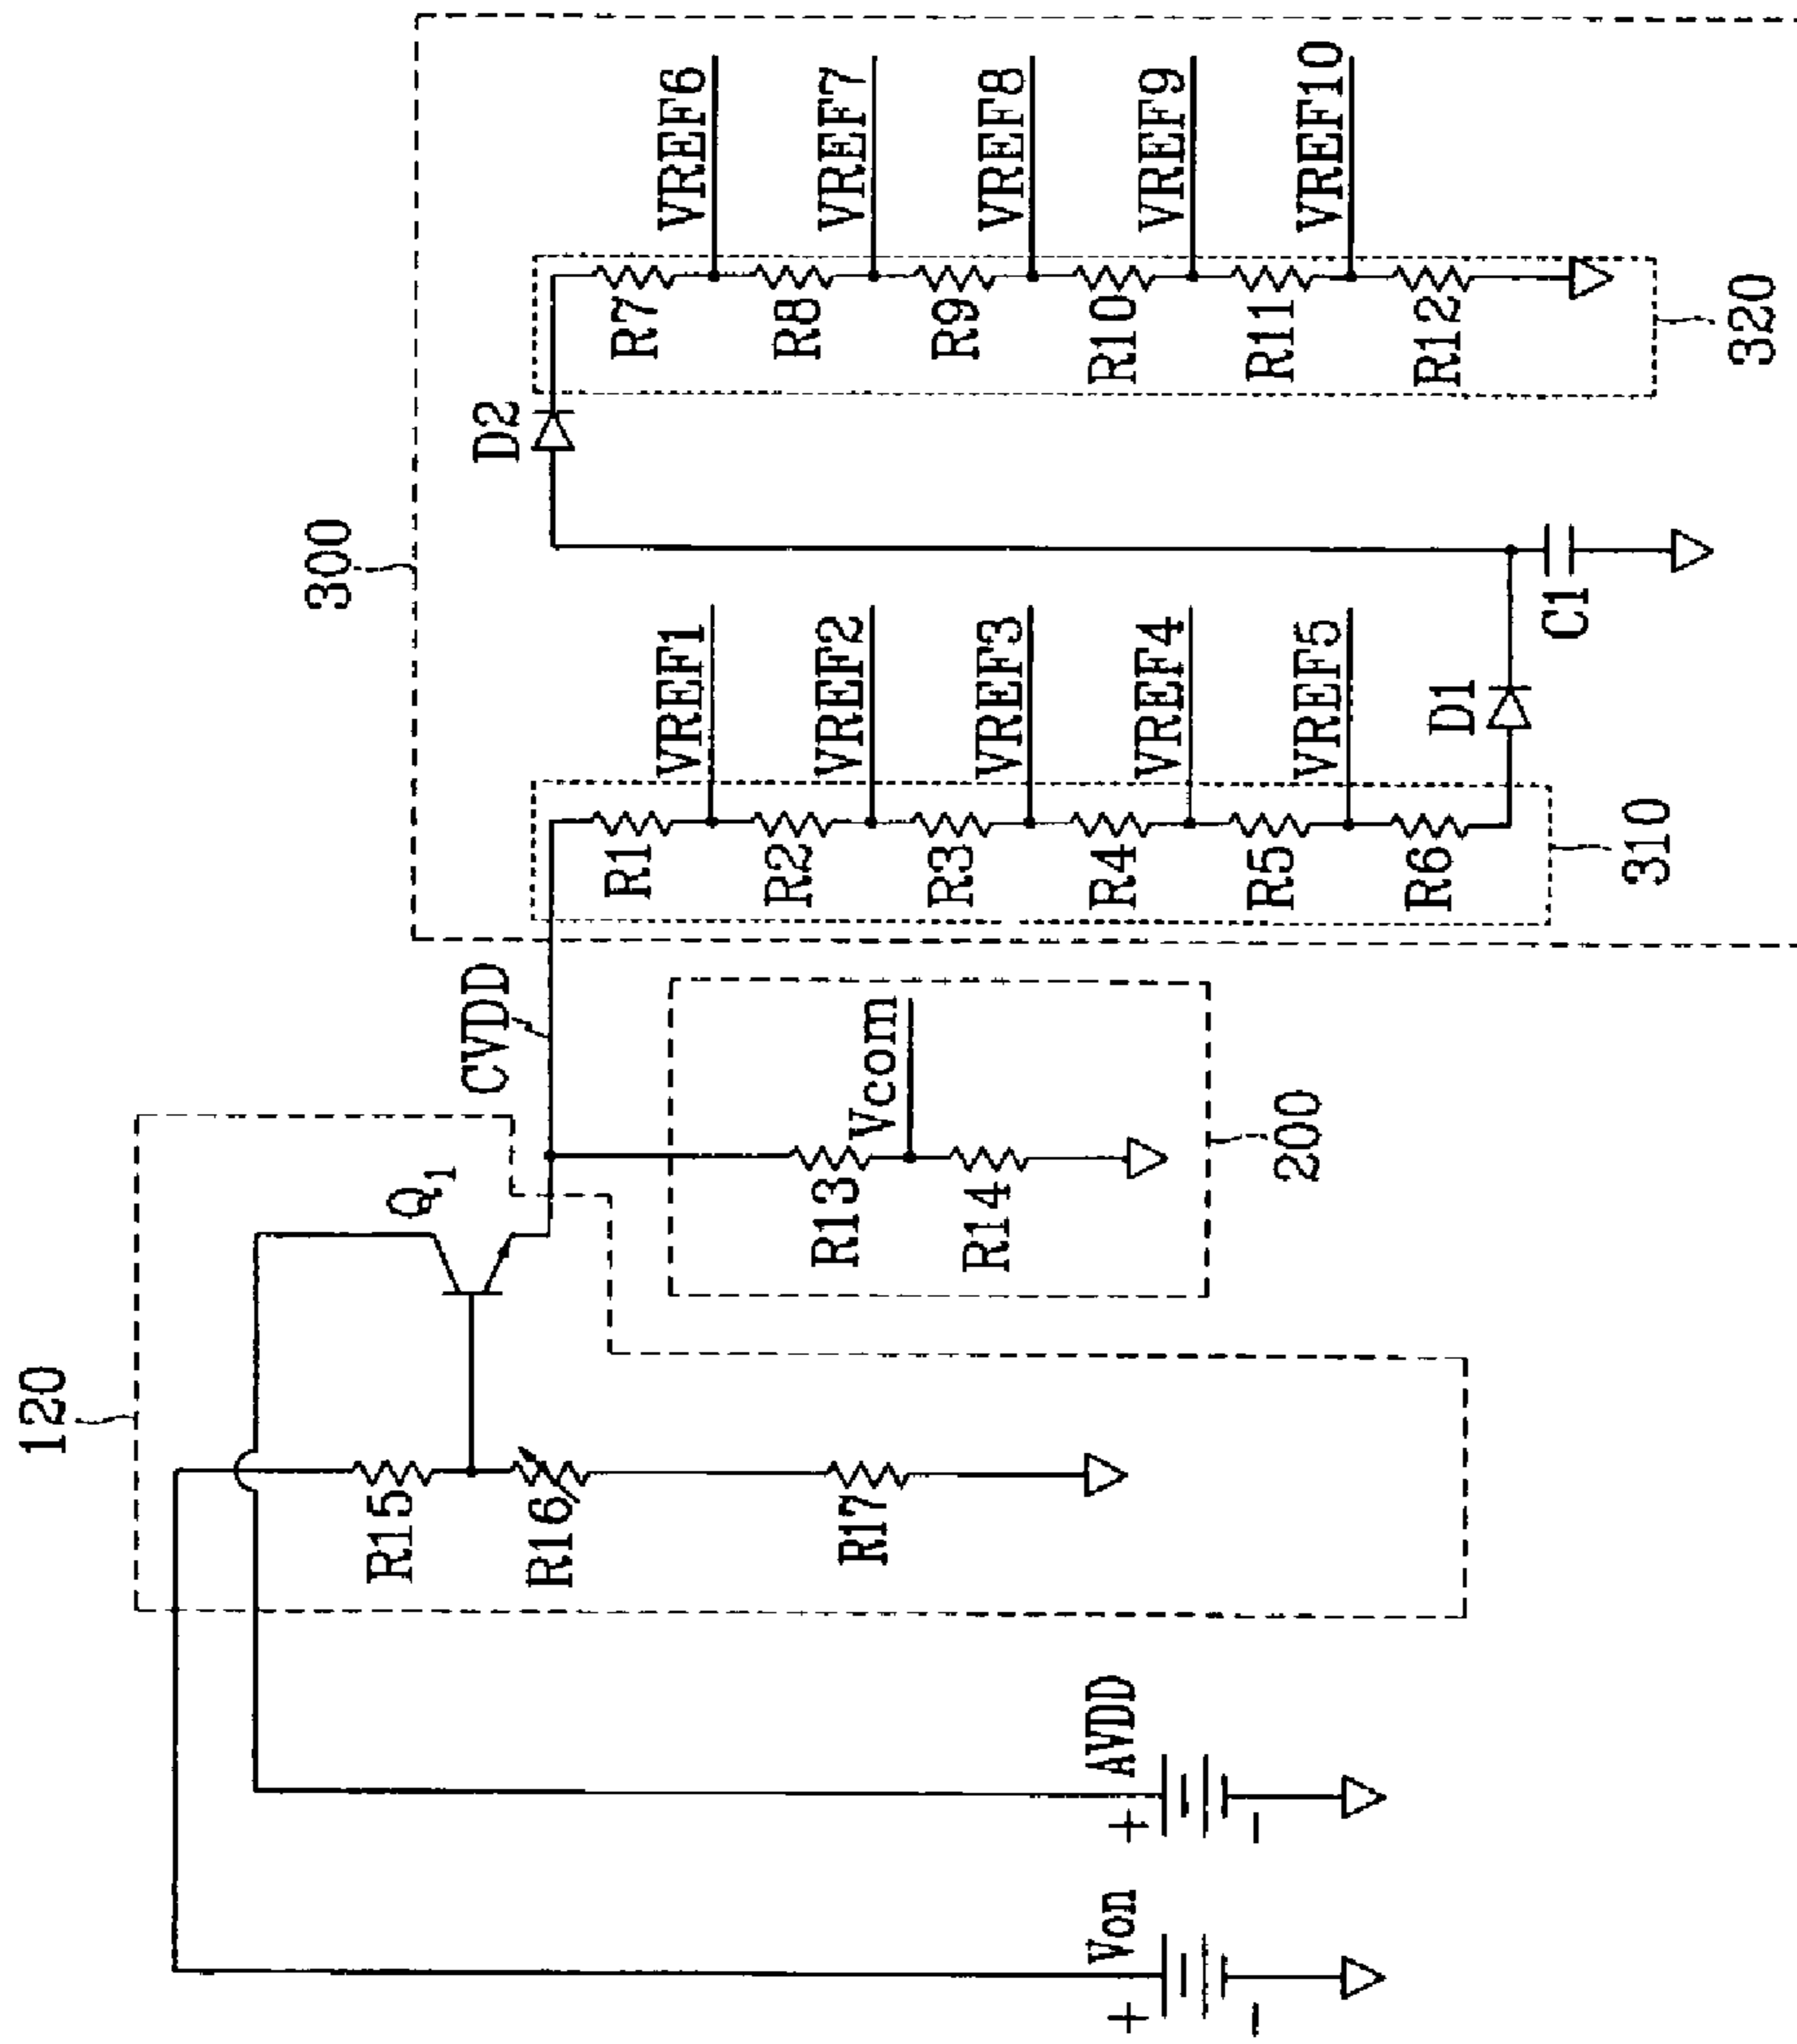 120
300
Q1
CVDD
D2
R15
R16
R17
R13
Vcom
R14
200
R1
VREF1
R2
VREF2
R3
VREF3
R4
VREF4
R5
VREF5
R6
310
D1
C1
R7
VREF6
R8
VREF7
R9
VREF8
R10
VREF9
R11
VREF10
R12
320
+
Von
−
+
AVDD
−